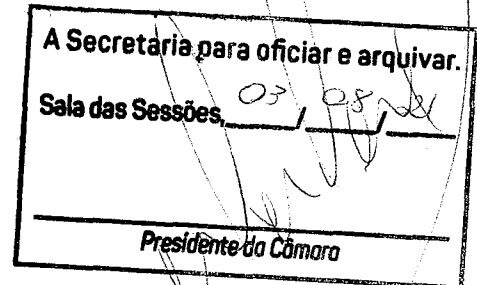 A Secretaria para oficiar e arquivar.
Sala das Sessões, 03 / 08 /
Presidente da Câmara